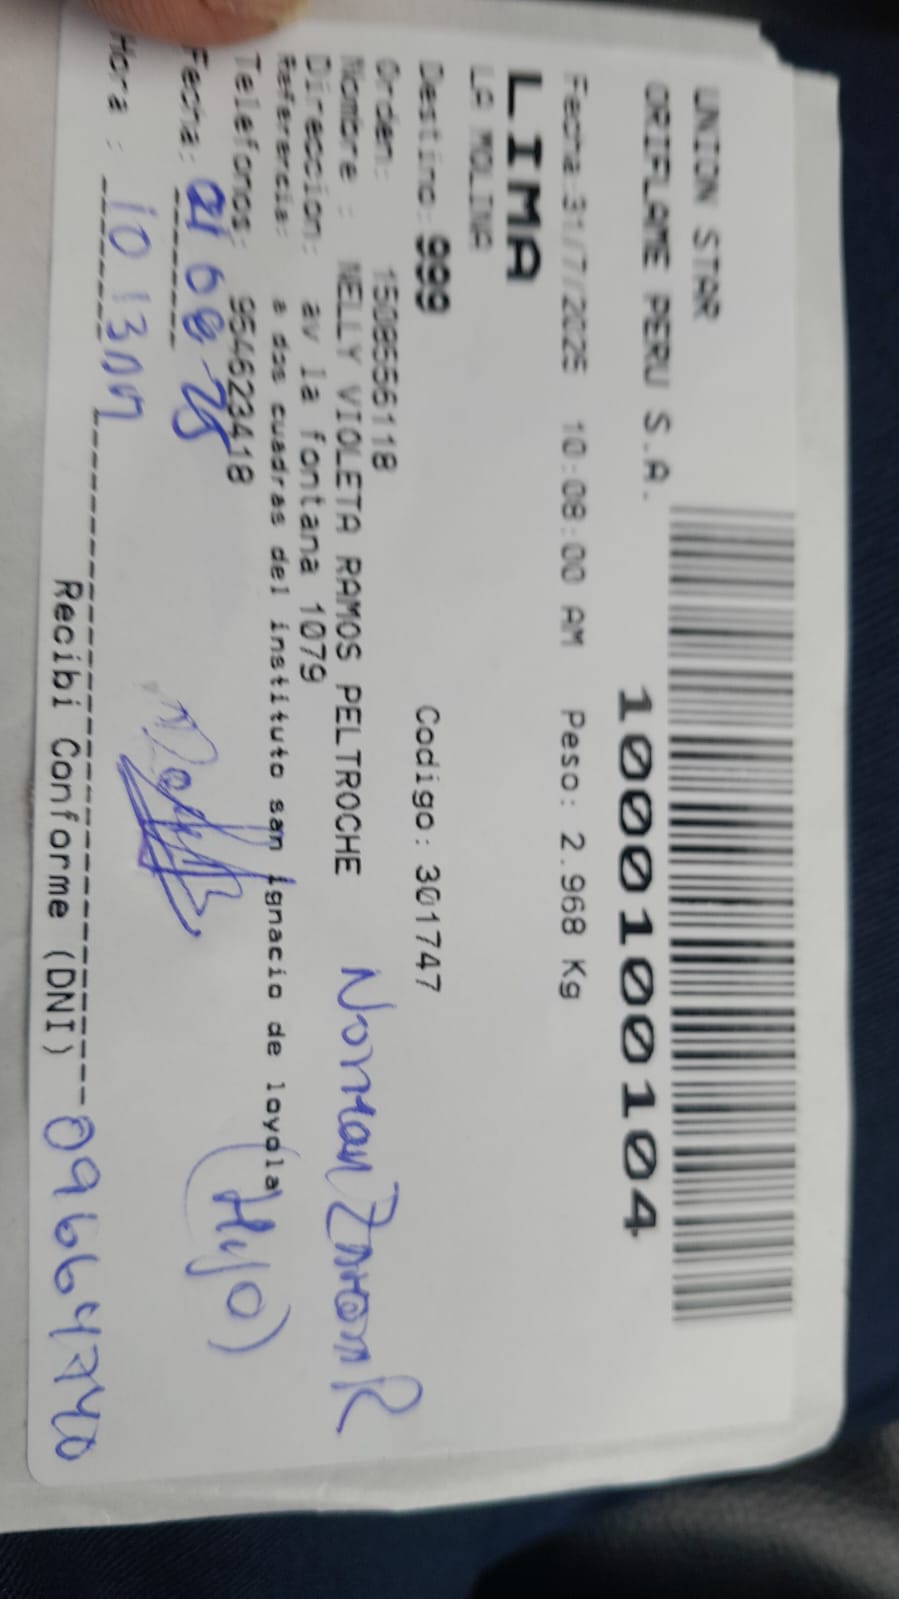 UNION STAR
ORIFLAME PERU S.A.
1000100104
Fecha:31/7/2025 10:08:00 AM Peso: 2.968 Kg
LIMA
LA MOLINA
Destino: 999 Codigo: 301747
Orden: 1508556118
Nombre : NELLY VIOLETA RAMOS PELTROCHE
Norman Zamora R
Direccion: av la fontana 1079
Referencia: a dos cuadras del instituto san ignacio de loyola
Telefonos: 954623418
(Hijo)
Fecha: 01 08 25
Hora :
Recibi Conforme (DNI) 09664740